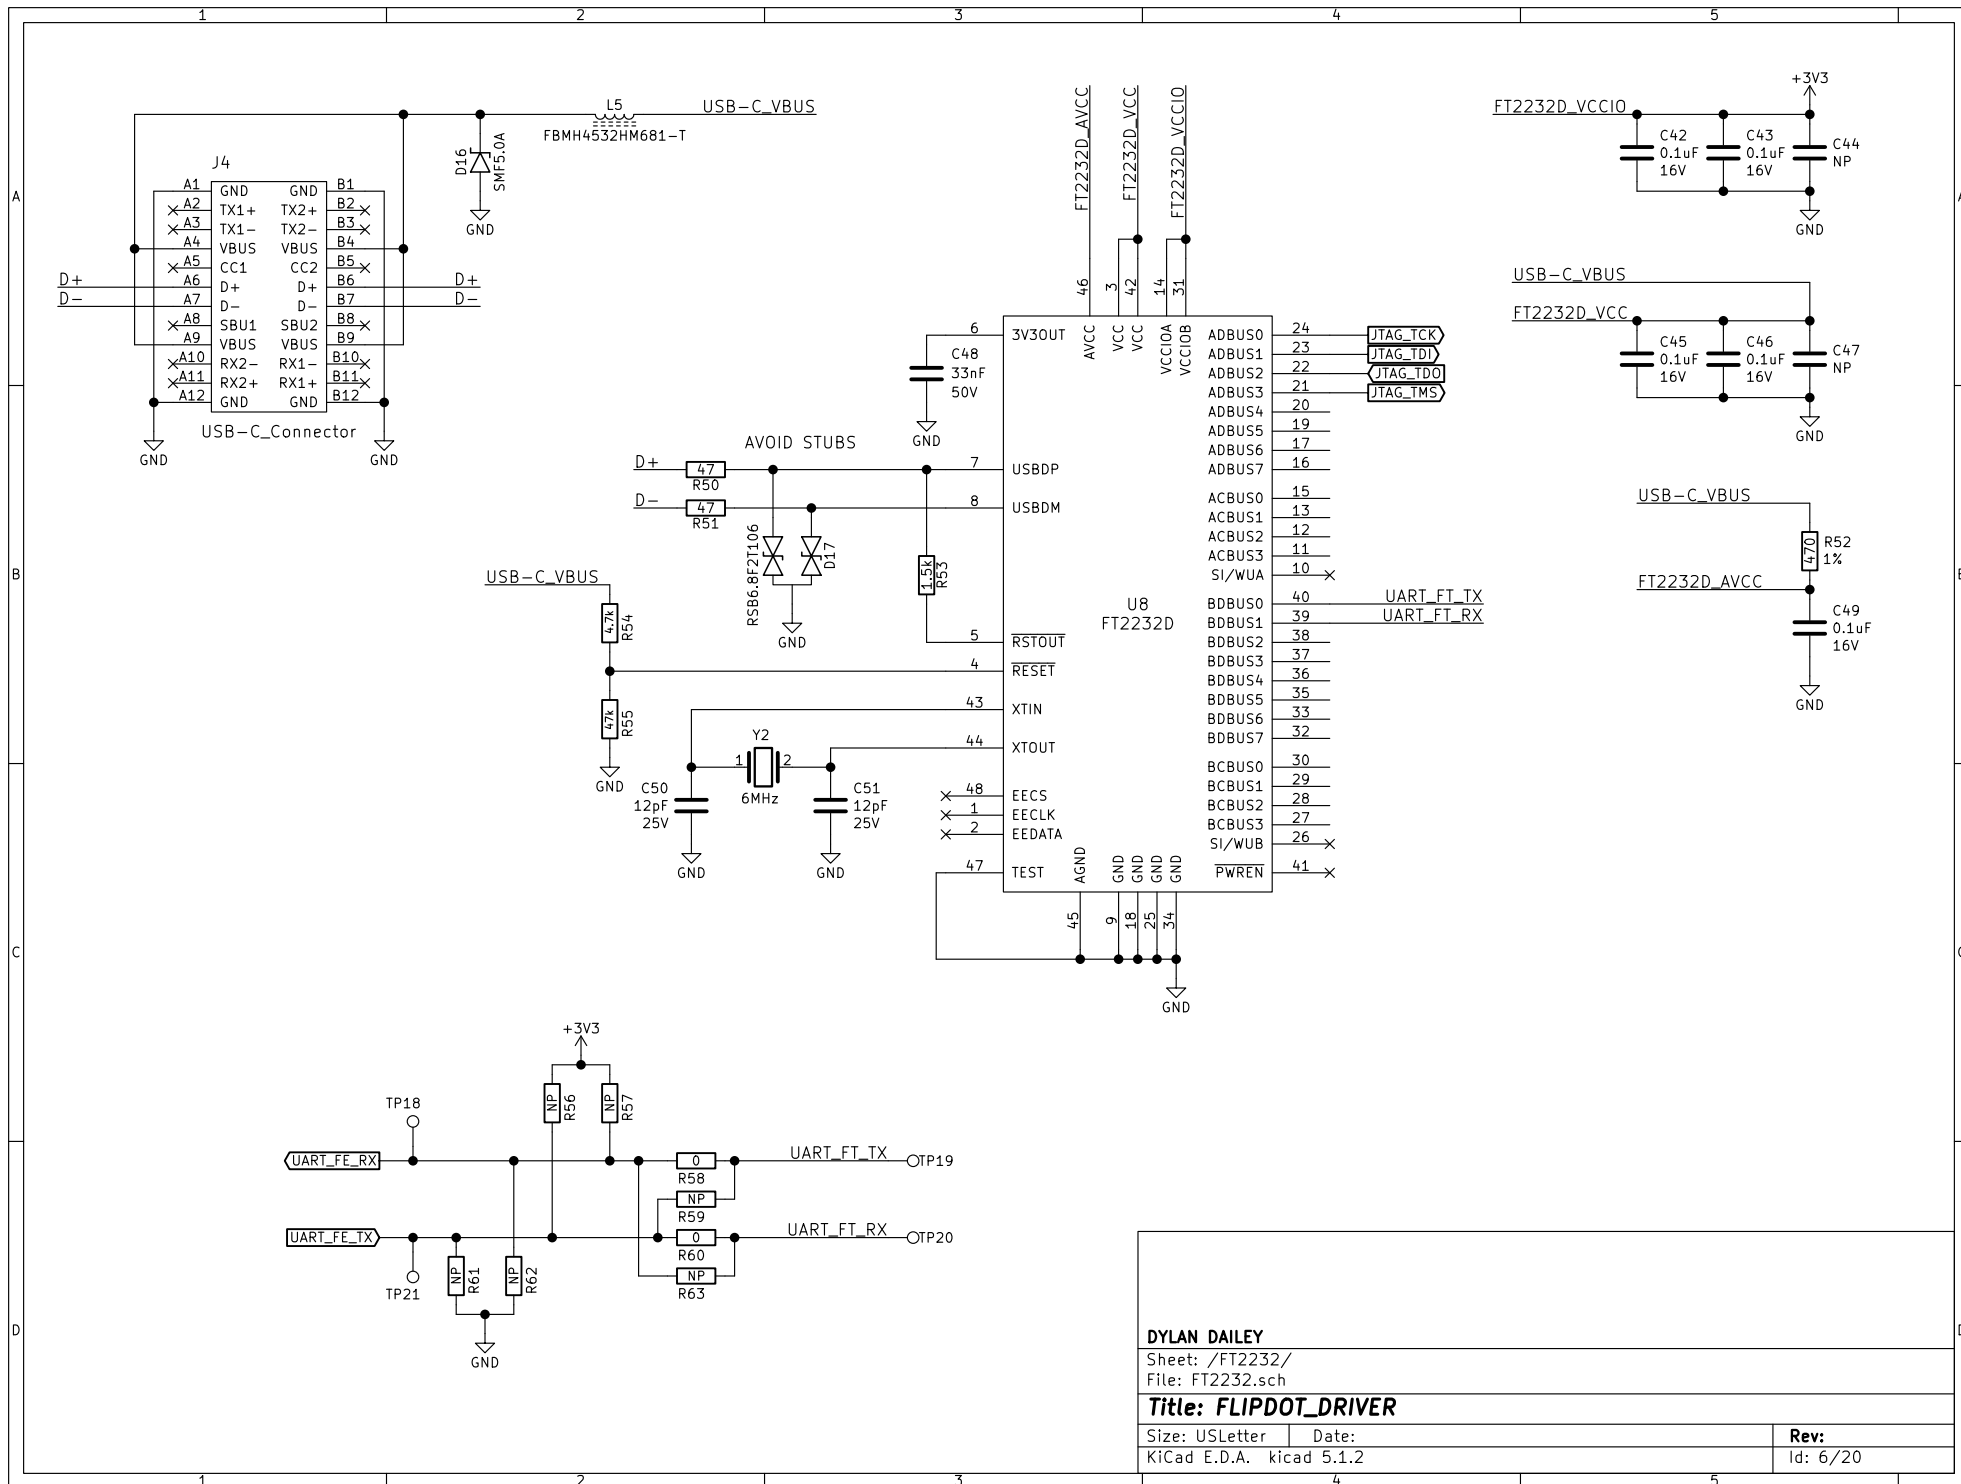 1 2 3 4 5
A
B
C
D
L5
FBMH4532HM681-T
USB-C_VBUS
D16
SMF5.0A
GND
J4
A1 GND GND B1
A2 TX1+ TX2+ B2
A3 TX1- TX2- B3
A4 VBUS VBUS B4
A5 CC1 CC2 B5
D+ A6 D+ D+ B6 D+
D- A7 D- D- B7 D-
A8 SBU1 SBU2 B8
A9 VBUS VBUS B9
A10 RX2- RX1- B10
A11 RX2+ RX1+ B11
A12 GND GND B12
USB-C_Connector
GND GND
FT2232D_AVCC
FT2232D_VCC
FT2232D_VCCIO
46 3 42 14 31
AVCC VCC VCC VCCIOA VCCIOB
6 3V3OUT
C48
33nF
50V
GND
AVOID STUBS
D+ 47 R50 7 USBDP
D- 47 R51 8 USBDM
RSB6.8F2T106
D17
GND
1.5k R53
5 RSTOUT
USB-C_VBUS
4.7k R54
4 RESET
47k R55
GND
43 XTIN
44 XTOUT
Y2
1 2
6MHz
C50
12pF
25V
GND
C51
12pF
25V
GND
48 EECS
1 EECLK
2 EEDATA
47 TEST
U8
FT2232D
ADBUS0 24 JTAG_TCK
ADBUS1 23 JTAG_TDI
ADBUS2 22 JTAG_TDO
ADBUS3 21 JTAG_TMS
ADBUS4 20
ADBUS5 19
ADBUS6 17
ADBUS7 16
ACBUS0 15
ACBUS1 13
ACBUS2 12
ACBUS3 11
SI/WUA 10
BDBUS0 40 UART_FT_TX
BDBUS1 39 UART_FT_RX
BDBUS2 38
BDBUS3 37
BDBUS4 36
BDBUS5 35
BDBUS6 33
BDBUS7 32
BCBUS0 30
BCBUS1 29
BCBUS2 28
BCBUS3 27
SI/WUB 26
PWREN 41
AGND GND GND GND GND
45 9 18 25 34
GND
+3V3
FT2232D_VCCIO
C42
0.1uF
16V
C43
0.1uF
16V
C44
NP
GND
USB-C_VBUS
FT2232D_VCC
C45
0.1uF
16V
C46
0.1uF
16V
C47
NP
GND
USB-C_VBUS
470 R52
1%
FT2232D_AVCC
C49
0.1uF
16V
GND
+3V3
NP R56
NP R57
TP18
UART_FE_RX
0
R58
UART_FT_TX TP19
NP
R59
UART_FE_TX
0
R60
UART_FT_RX TP20
NP
R63
TP21
NP R61
NP R62
GND
DYLAN DAILEY
Sheet: /FT2232/
File: FT2232.sch
Title: FLIPDOT_DRIVER
Size: USLetter Date: Rev:
KiCad E.D.A. kicad 5.1.2 Id: 6/20
1 2 3 4 5